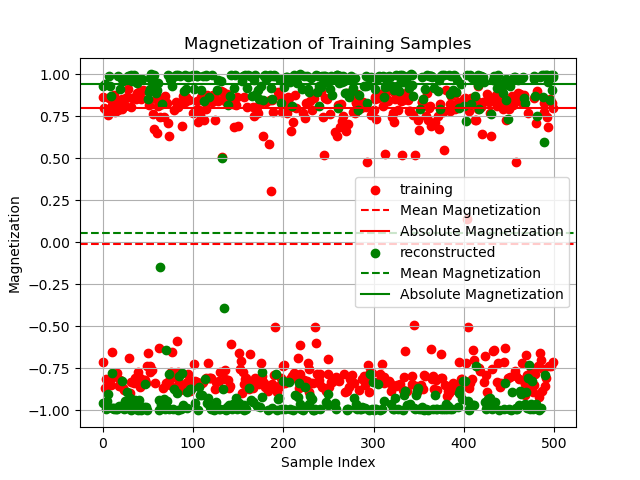 Magnetization of Training Samples
Magnetization
1.00
0.75
0.50
0.25
0.00
−0.25
−0.50
−0.75
−1.00
training
Mean Magnetization
Absolute Magnetization
reconstructed
Mean Magnetization
Absolute Magnetization
0 100 200 300 400 500
Sample Index